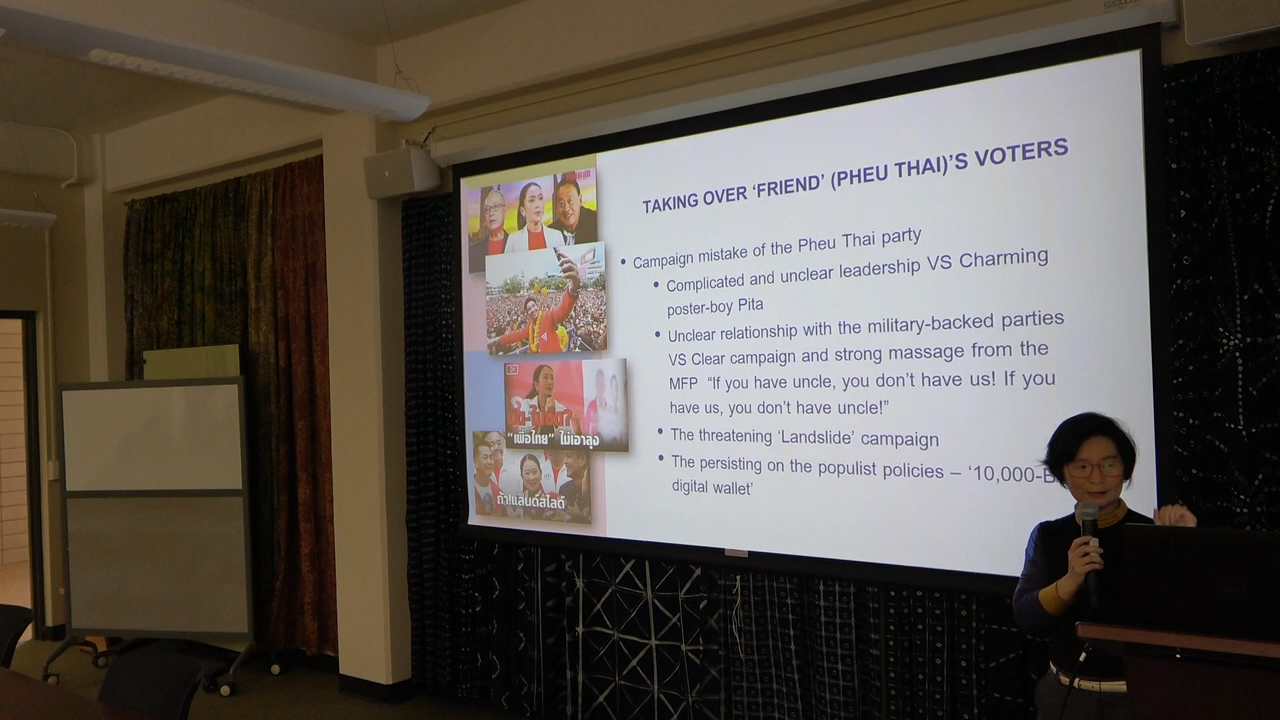 TAKING OVER ‘FRIEND’ (PHEU THAI)’S VOTERS
• Campaign mistake of the Pheu Thai party
• Complicated and unclear leadership VS Charming
poster-boy Pita
• Unclear relationship with the military-backed parties
VS Clear campaign and strong massage from the
MFP “If you have uncle, you don’t have us! If you
have us, you don’t have uncle!”
• The threatening ‘Landslide’ campaign
• The persisting on the populist policies – ‘10,000-B
digital wallet’
“เพื่อไทย” ไม่เอาลุง
ถ้า!แลนด์สไลด์